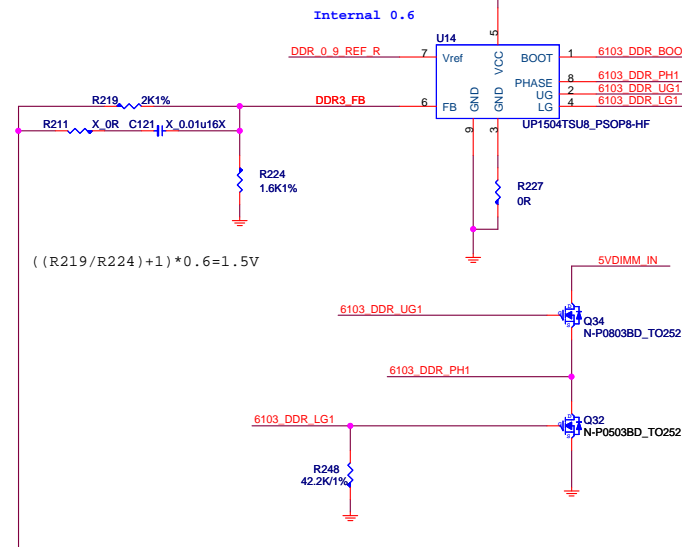 Internal 0.6
5
U14
DDR_0_9_REF_R
7
Vref
VCC
BOOT
1
6103_DDR_BOO
PHASE
8
6103_DDR_PH1
UG
2
6103_DDR_UG1
LG
4
6103_DDR_LG1
R219
2K1%
DDR3_FB
6
FB
GND
GND
R211
X_0R
C121
X_0.01u16X
9
3
UP1504TSU8_PSOP8-HF
R224
1.6K1%
R227
0R
((R219/R224)+1)*0.6=1.5V
5VDIMM_IN
6103_DDR_UG1
Q34
N-P0803BD_TO252
6103_DDR_PH1
6103_DDR_LG1
Q32
N-P0503BD_TO252
R248
42.2K/1%